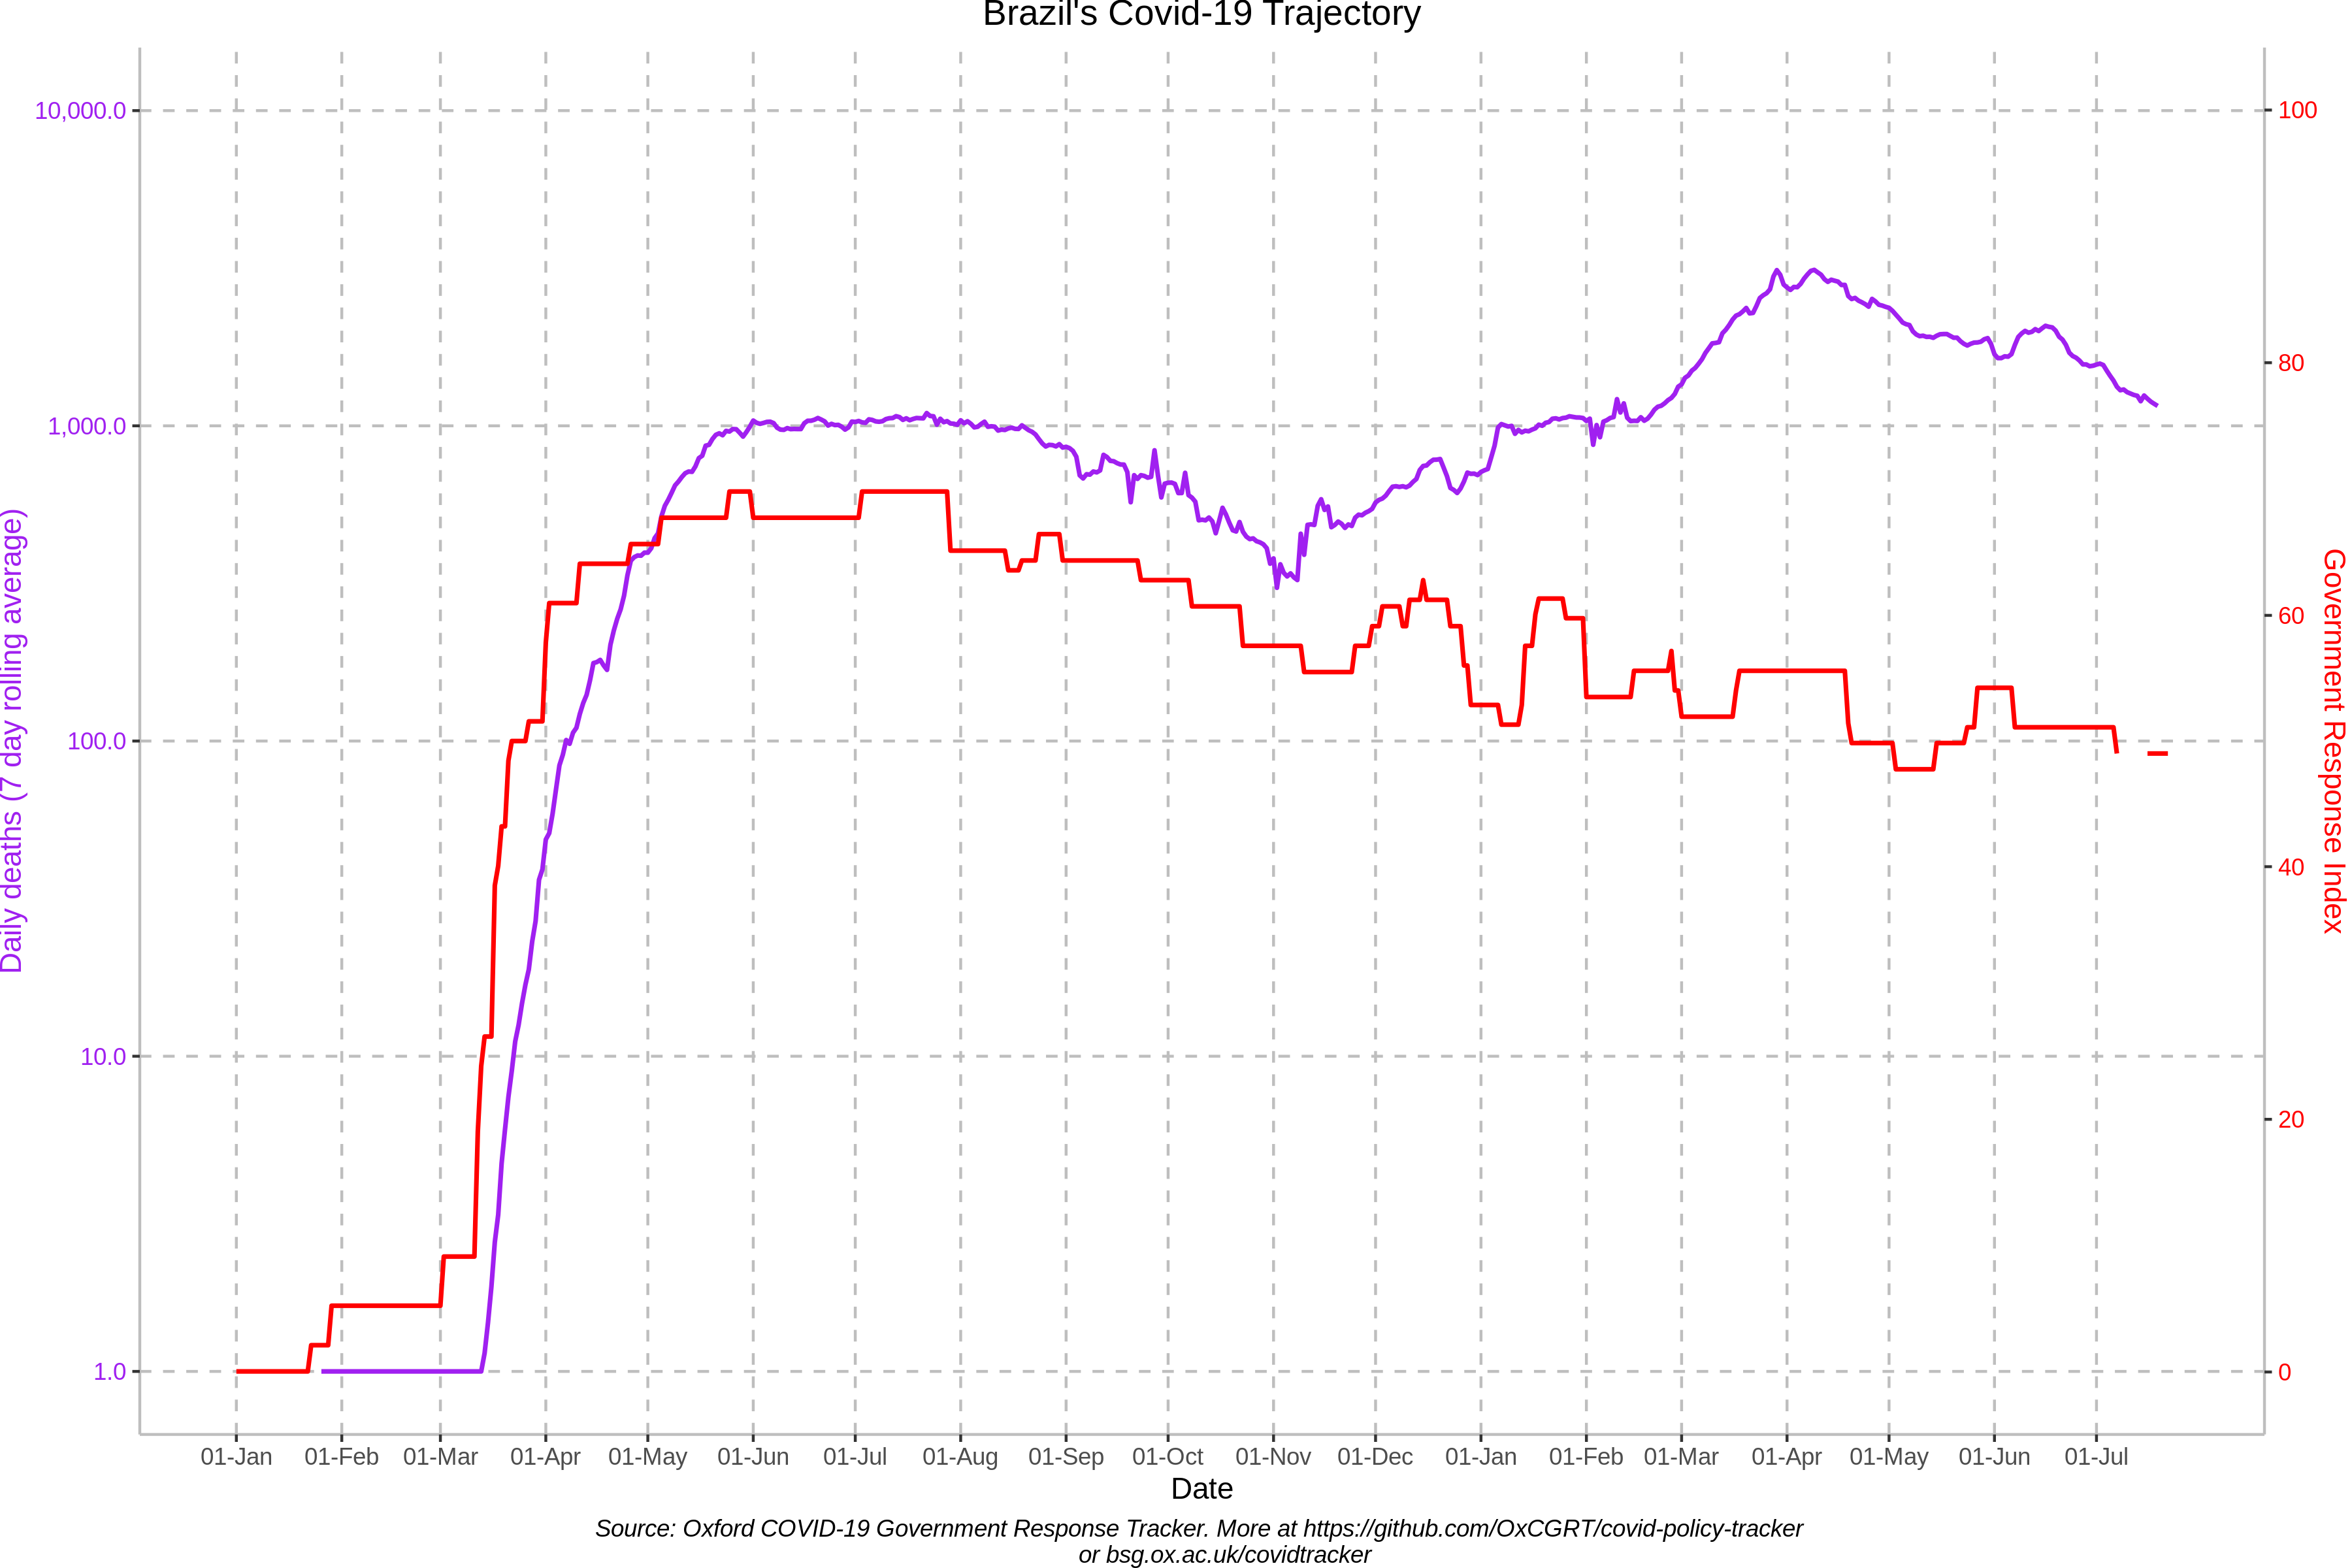 Brazil's Covid-19 Trajectory
10,000.0
1,000.0
100.0
10.0
1.0
Daily deaths (7 day rolling average)
100
80
60
40
20
0
Government Response Index
01-Jan 01-Feb 01-Mar 01-Apr 01-May 01-Jun 01-Jul 01-Aug 01-Sep 01-Oct 01-Nov 01-Dec 01-Jan 01-Feb 01-Mar 01-Apr 01-May 01-Jun 01-Jul
Date
Source: Oxford COVID-19 Government Response Tracker. More at https://github.com/OxCGRT/covid-policy-tracker
or bsg.ox.ac.uk/covidtracker